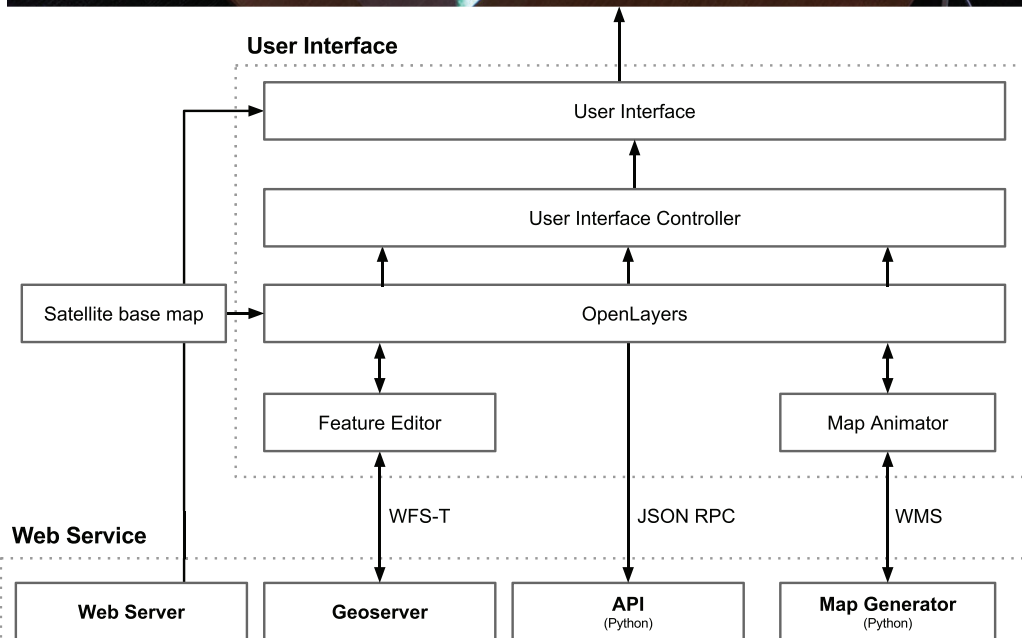 User Interface
User Interface
User Interface Controller
Satellite base map
OpenLayers
Feature Editor
Map Animator
WFS-T
JSON RPC
WMS
Web Service
Web Server
Geoserver
API
(Python)
Map Generator
(Python)